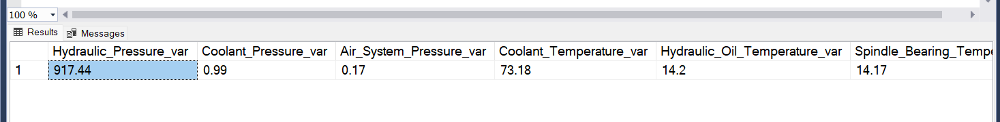 100 %
Results Messages
Hydraulic_Pressure_var Coolant_Pressure_var Air_System_Pressure_var Coolant_Temperature_var Hydraulic_Oil_Temperature_var Spindle_Bearing_Tempe
1 917.44 0.99 0.17 73.18 14.2 14.17